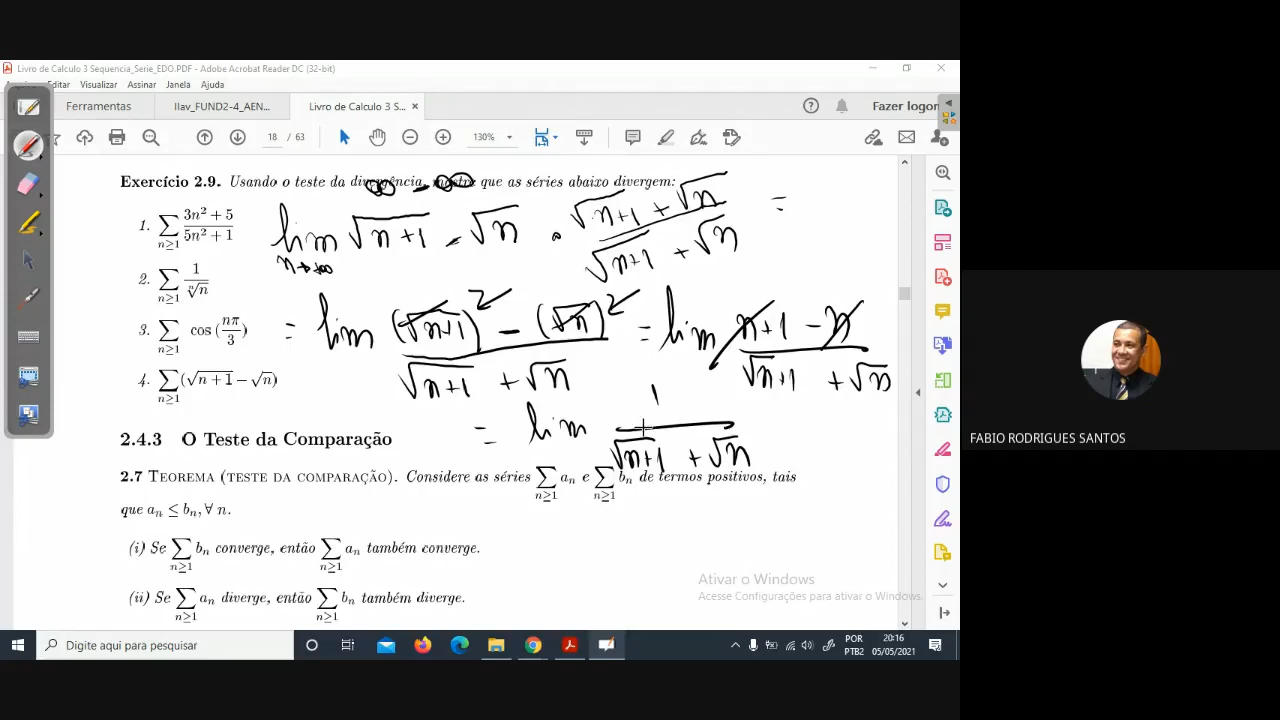 Livro de Calculo 3 Sequencia_Serie_EDO.PDF - Adobe Acrobat Reader DC (32-bit)
Editar Visualizar Assinar Janela Ajuda
Ferramentas IIav_FUND2-4_AEN... Livro de Calculo 3 S... × Fazer logon
18 / 63 130%
Exercício 2.9. Usando o teste da divergência, mostre que as séries abaixo divergem:
∞ - ∞
1. ∑_{n≥1} (3n² + 5)/(5n² + 1)
lim_{n→+∞} √(n+1) - √n · (√(n+1) + √n)/(√(n+1) + √n) =
2. ∑_{n≥1} 1/ⁿ√n
3. ∑_{n≥1} cos (nπ/3)
= lim ((√(n+1))² - (√n)²)/(√(n+1) + √n) = lim (n+1 - n)/(√n+1 + √n)
4. ∑_{n≥1} (√(n+1) − √n)
= lim 1/(√n+1 + √n)
2.4.3 O Teste da Comparação
2.7 Teorema (teste da comparação). Considere as séries ∑_{n≥1} aₙ e ∑_{n≥1} bₙ de termos positivos, tais
que aₙ ≤ bₙ, ∀ n.
(i) Se ∑_{n≥1} bₙ converge, então ∑_{n≥1} aₙ também converge.
(ii) Se ∑_{n≥1} aₙ diverge, então ∑_{n≥1} bₙ também diverge.
Ativar o Windows
Acesse Configurações para ativar o Windows.
Digite aqui para pesquisar
POR
PTB2
20:16
05/05/2021
FABIO RODRIGUES SANTOS